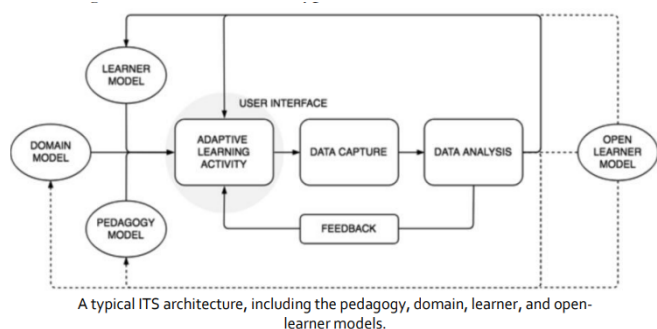 LEARNER
MODEL
USER INTERFACE
DOMAIN
MODEL
ADAPTIVE
LEARNING
ACTIVITY
DATA CAPTURE
DATA ANALYSIS
OPEN
LEARNER
MODEL
PEDAGOGY
MODEL
FEEDBACK
A typical ITS architecture, including the pedagogy, domain, learner, and open-
learner models.